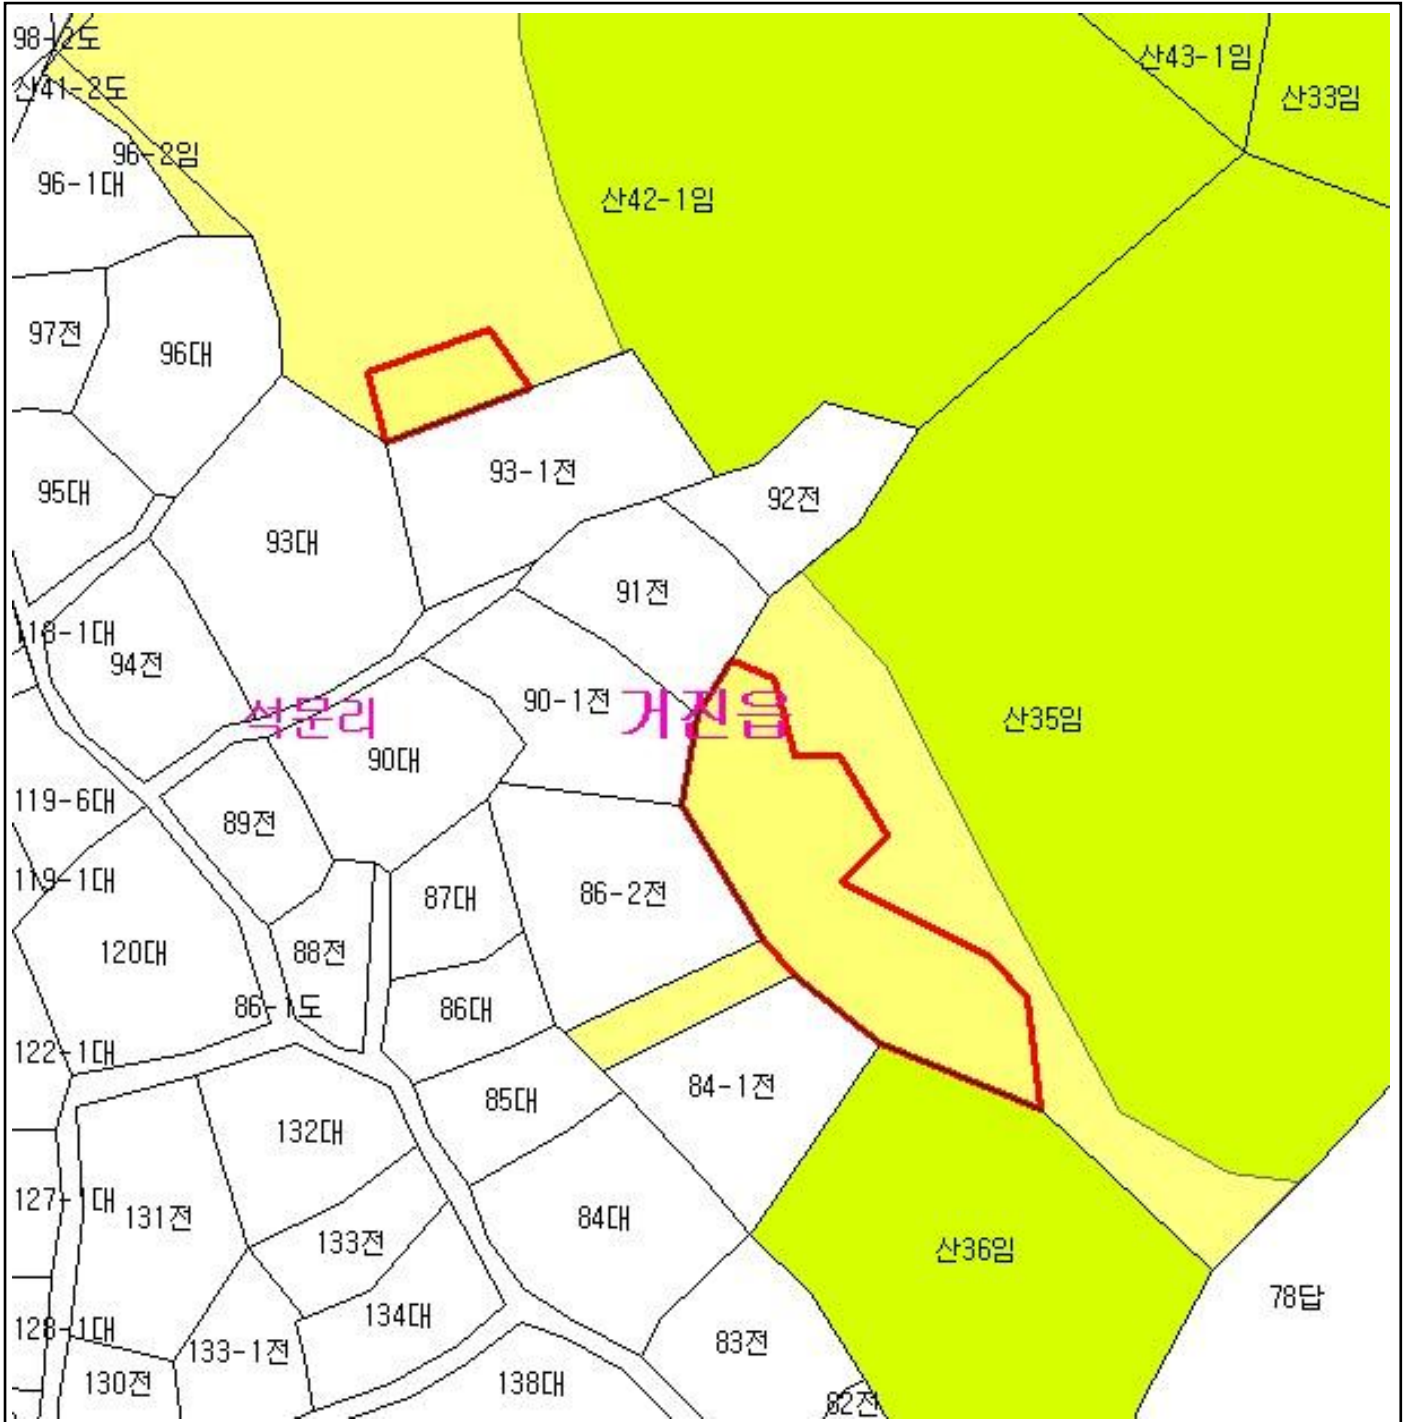 98-2도
산43-1임
산41-2도
산33임
96-2임
96-1대
산42-1임
97전
96대
93-1전
95대
92전
93대
91전
118-1대
94전
90-1전
석문리
거진읍
산35임
90대
119-6대
89전
119-1대
87대
86-2전
120대
88전
86-1도
86대
122-1대
84-1전
85대
132대
127-1대
131전
84대
133전
산36임
78답
134대
128-1대
83전
133-1전
130전
138대
82전